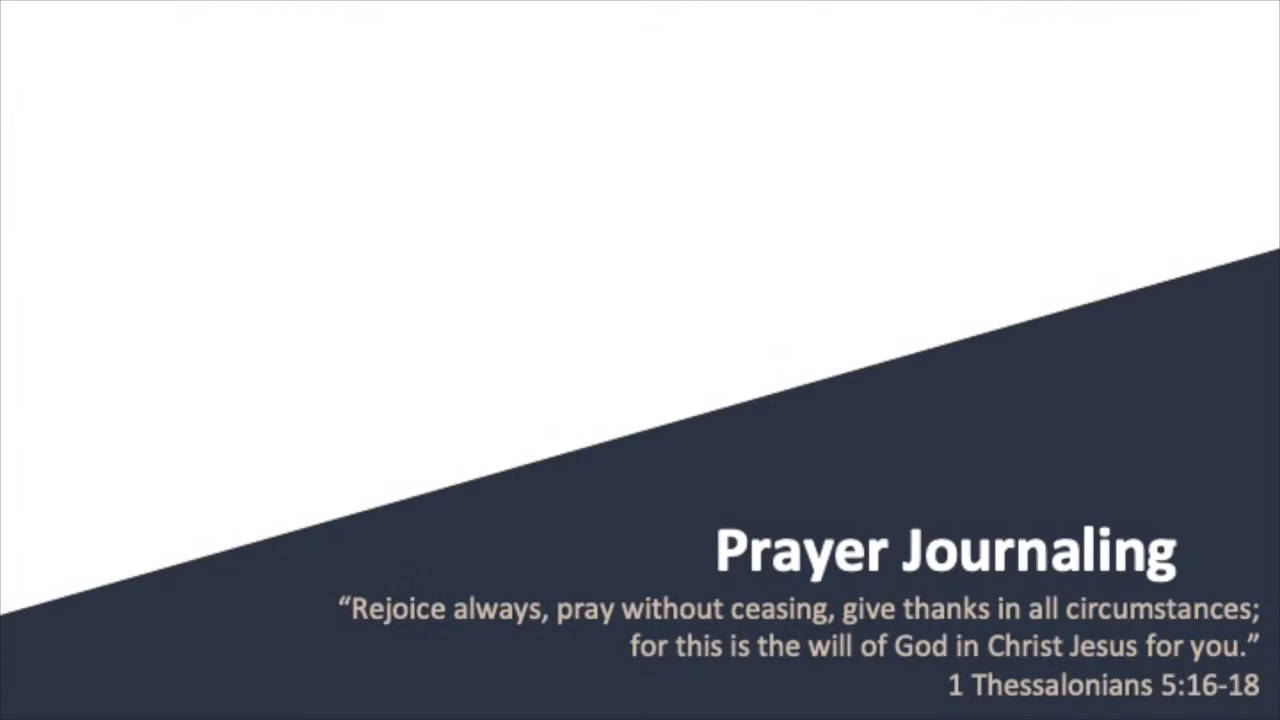 Prayer Journaling
“Rejoice always, pray without ceasing, give thanks in all circumstances;
for this is the will of God in Christ Jesus for you.”
1 Thessalonians 5:16-18